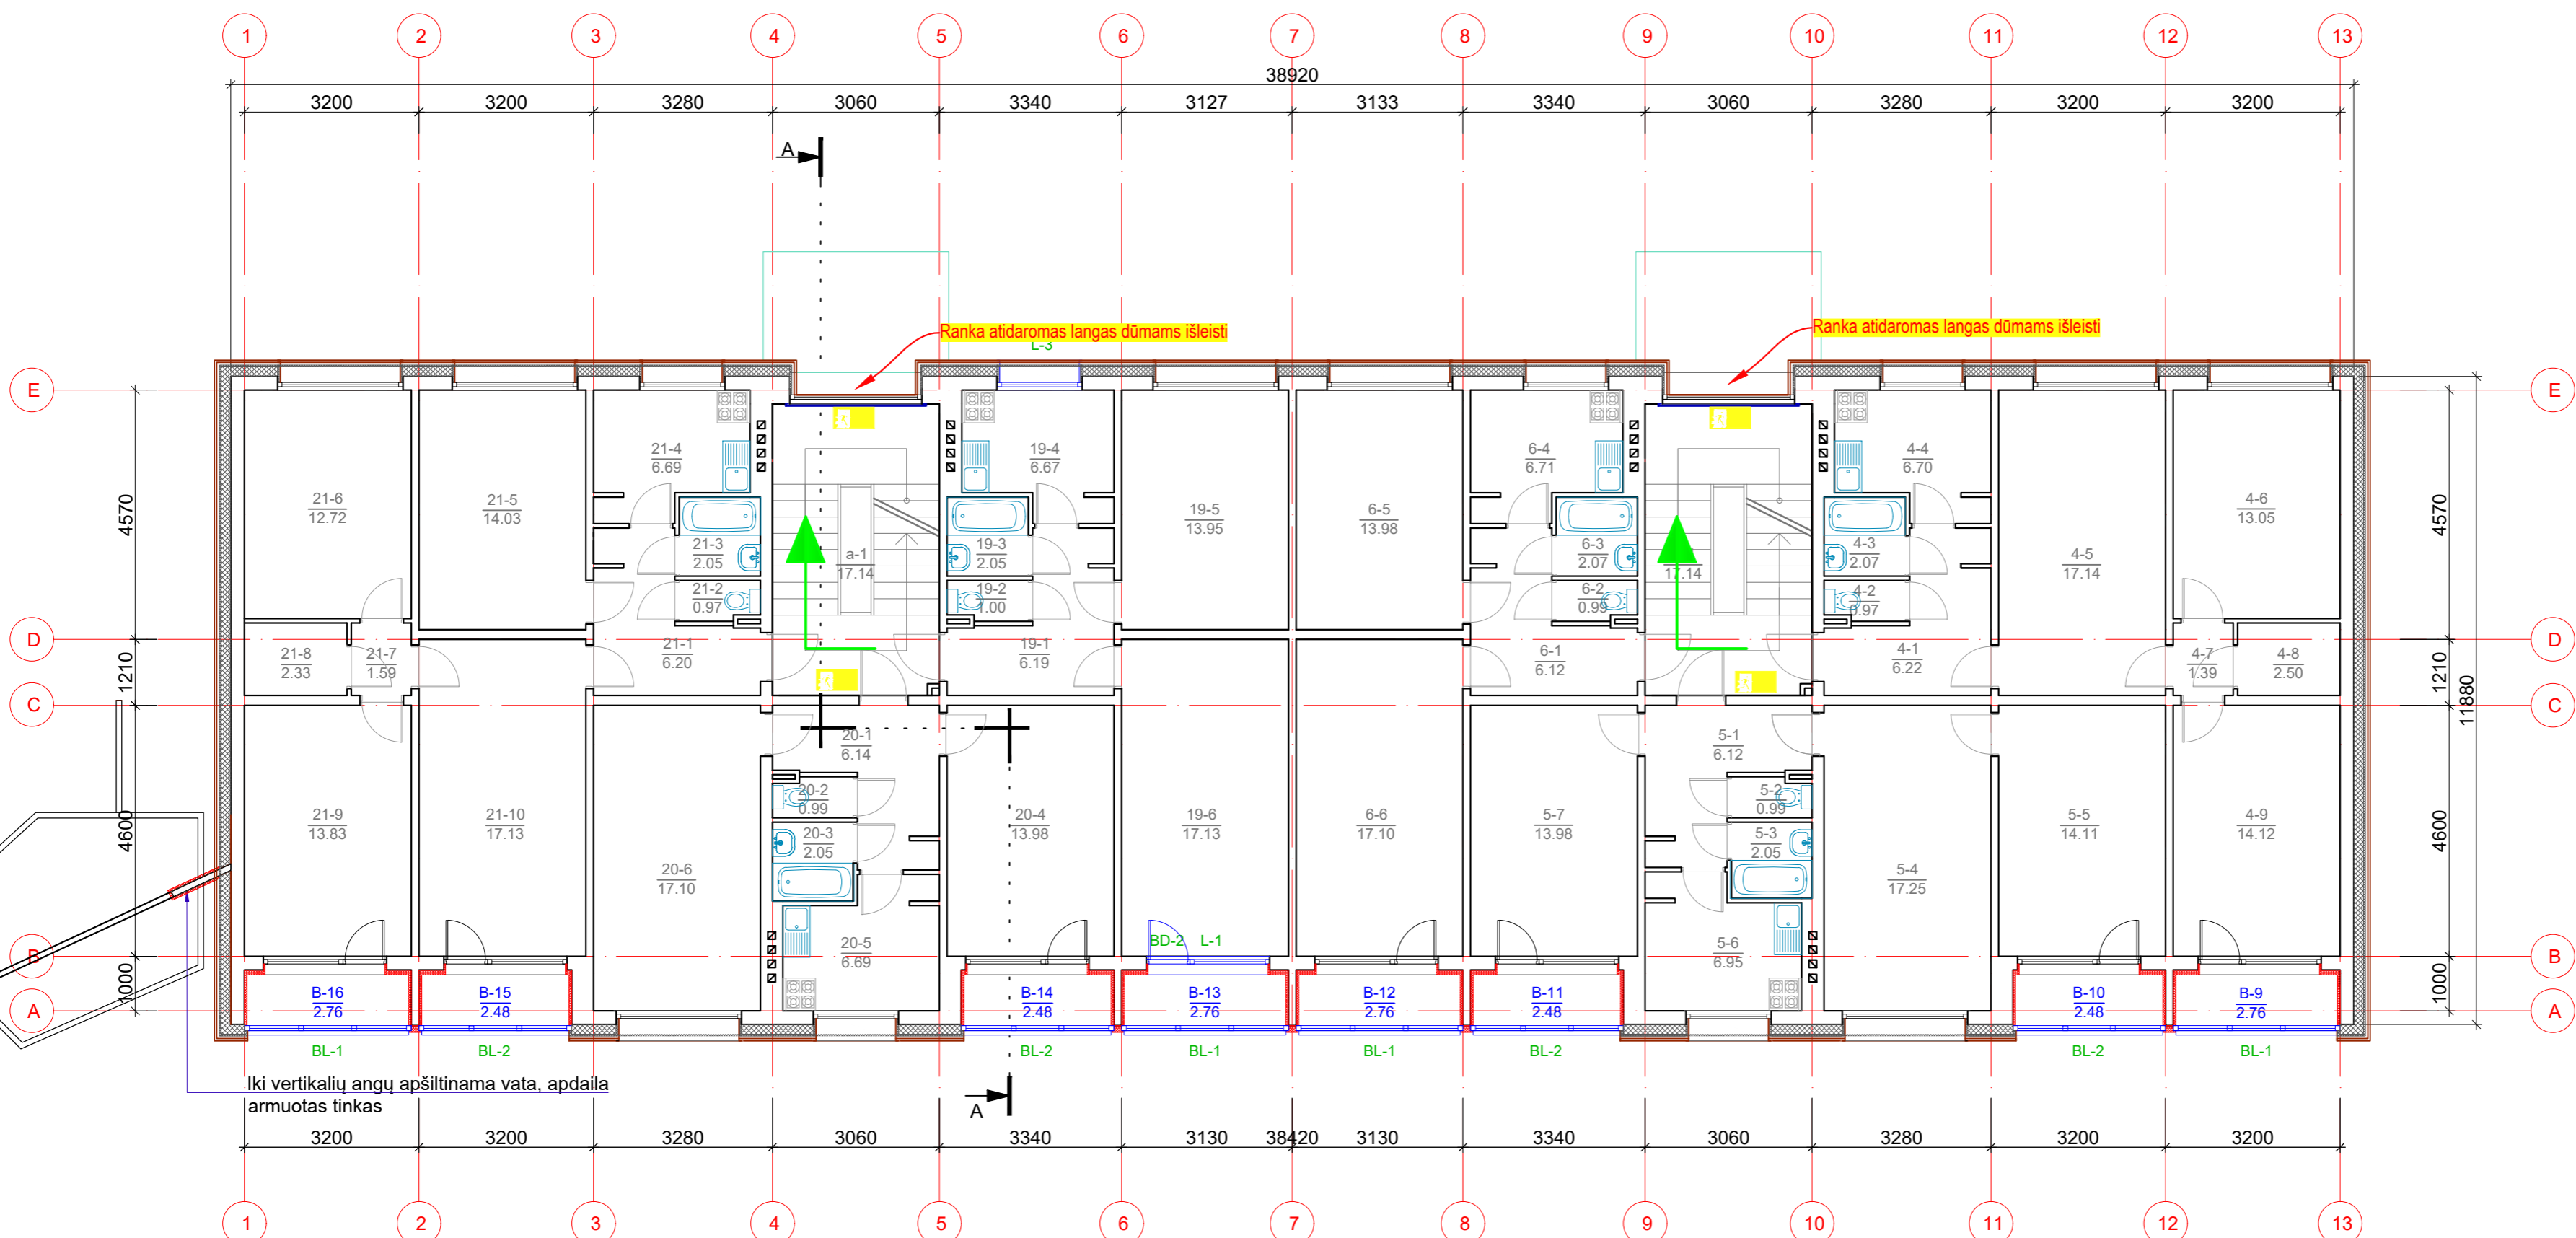 1 2 3 4 5 6 7 8 9 10 11 12 13
38920
3200 3200 3280 3060 3340 3127 3133 3340 3060 3280 3200 3200
A
Ranka atidaromas langas dūmams išleisti
Ranka atidaromas langas dūmams išleisti
L-3
E E
21-4 19-4 6-4 4-4
6.69 6.67 6.71 6.70
21-6 21-5 19-5 6-5 4-6
12.72 14.03 13.95 13.98 13.05
4570 4570
21-3 a-1 19-3 6-3 4-3 4-5
2.05 17.14 2.05 2.07 17.14 2.07 17.14
21-2 19-2 6-2 4-2
0.97 1.00 0.99 0.97
D D
21-8 21-7 21-1 19-1 6-1 4-1 4-7 4-8
2.33 1.59 6.20 6.19 6.12 6.22 1.39 2.50
1210 1210
C C
11880
20-1 5-1
6.14 6.12
20-2 5-2
0.99 0.99
21-9 21-10 20-3 20-4 19-6 6-6 5-7 5-3 5-5 4-9
13.83 17.13 2.05 13.98 17.13 17.10 13.98 2.05 14.11 14.12
4600 4600
20-6 5-4
17.10 17.25
20-5 BD-2 L-1 5-6
6.69 6.95
B B
B-16 B-15 B-14 B-13 B-12 B-11 B-10 B-9
2.76 2.48 2.48 2.76 2.76 2.48 2.48 2.76
1000 1000
A A
BL-1 BL-2 BL-2 BL-1 BL-1 BL-2 BL-2 BL-1
Iki vertikalių angų apšiltinama vata, apdaila
armuotas tinkas
A
3200 3200 3280 3060 3340 3130 38420 3130 3340 3060 3280 3200 3200
1 2 3 4 5 6 7 8 9 10 11 12 13